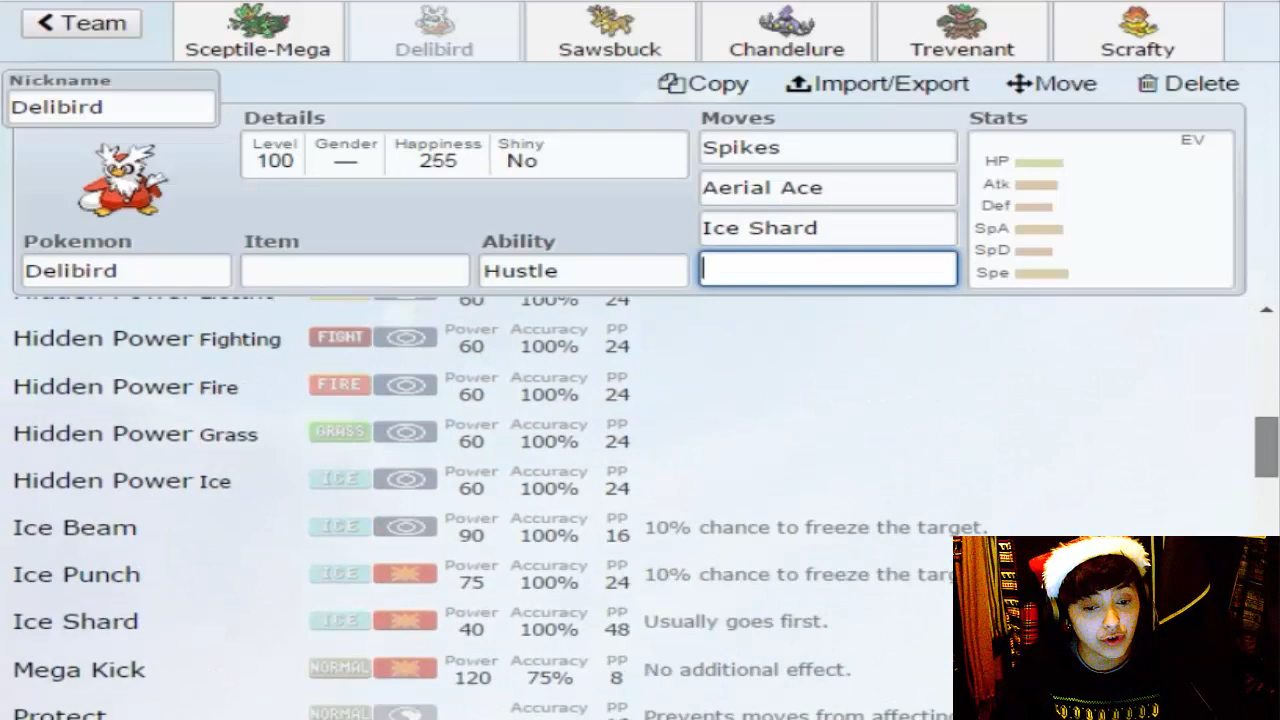 Team
Sceptile-Mega
Delibird
Sawsbuck
Chandelure
Trevenant
Scrafty
Nickname
Delibird
Copy
Import/Export
Move
Delete
Details
Level
100
Gender
—
Happiness
255
Shiny
No
Moves
Spikes
Aerial Ace
Ice Shard
Stats
EV
HP
Atk
Def
SpA
SpD
Spe
Pokemon
Delibird
Item
Ability
Hustle
60 100% 24
Hidden Power Fighting FIGHT Power 60 Accuracy 100% PP 24
Hidden Power Fire FIRE Power 60 Accuracy 100% PP 24
Hidden Power Grass GRASS Power 60 Accuracy 100% PP 24
Hidden Power Ice ICE Power 60 Accuracy 100% PP 24
Ice Beam ICE Power 90 Accuracy 100% PP 16 10% chance to freeze the target.
Ice Punch ICE Power 75 Accuracy 100% PP 24 10% chance to freeze the
Ice Shard ICE Power 40 Accuracy 100% PP 48 Usually goes first.
Mega Kick NORMAL Power 120 Accuracy 75% PP 8 No additional effect.
Protect NORMAL Accuracy PP Prevents moves from